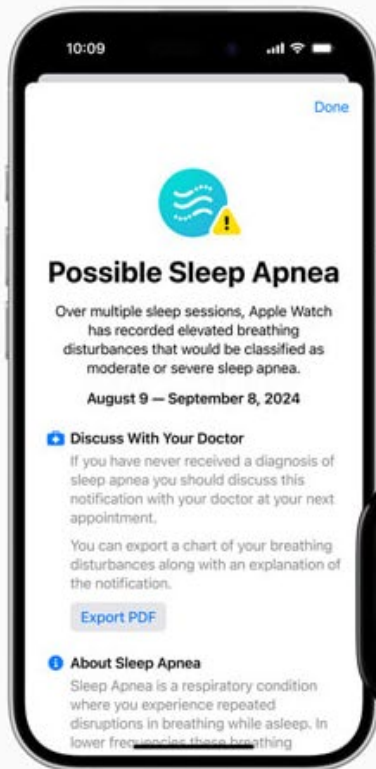 10:09
Done
Possible Sleep Apnea
Over multiple sleep sessions, Apple Watch
has recorded elevated breathing
disturbances that would be classified as
moderate or severe sleep apnea.
August 9 — September 8, 2024
Discuss With Your Doctor
If you have never received a diagnosis of
sleep apnea you should discuss this
notification with your doctor at your next
appointment.
You can export a chart of your breathing
disturbances along with an explanation of
the notification.
Export PDF
About Sleep Apnea
Sleep Apnea is a respiratory condition
where you experience repeated
disruptions in breathing while asleep. In
lower frequencies these breathing